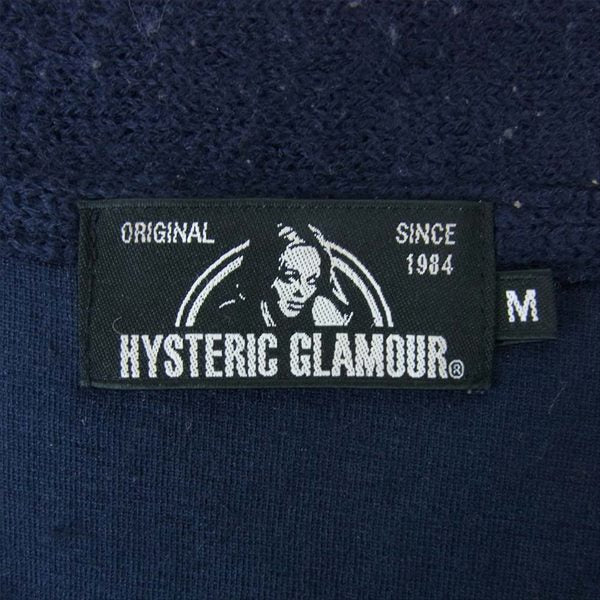 ORIGINAL SINCE
1984
HYSTERIC GLAMOUR®
M